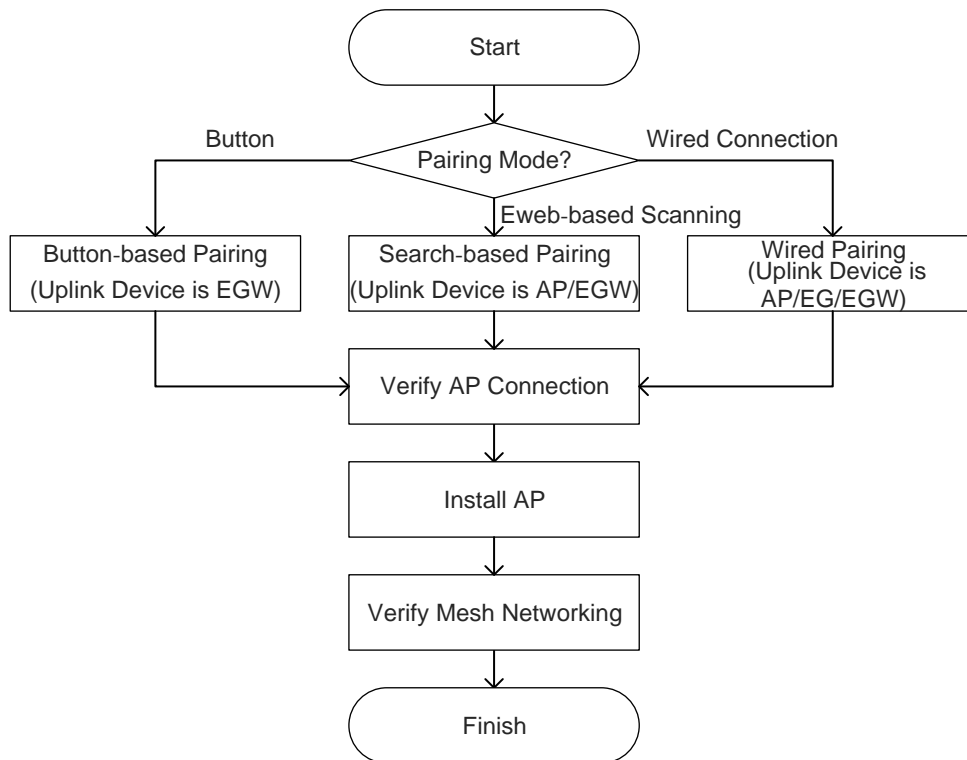 Start
Button
Pairing Mode?
Wired Connection
Eweb-based Scanning
Button-based Pairing
(Uplink Device is EGW)
Search-based Pairing
(Uplink Device is AP/EGW)
Wired Pairing
(Uplink Device is
AP/EG/EGW)
Verify AP Connection
Install AP
Verify Mesh Networking
Finish